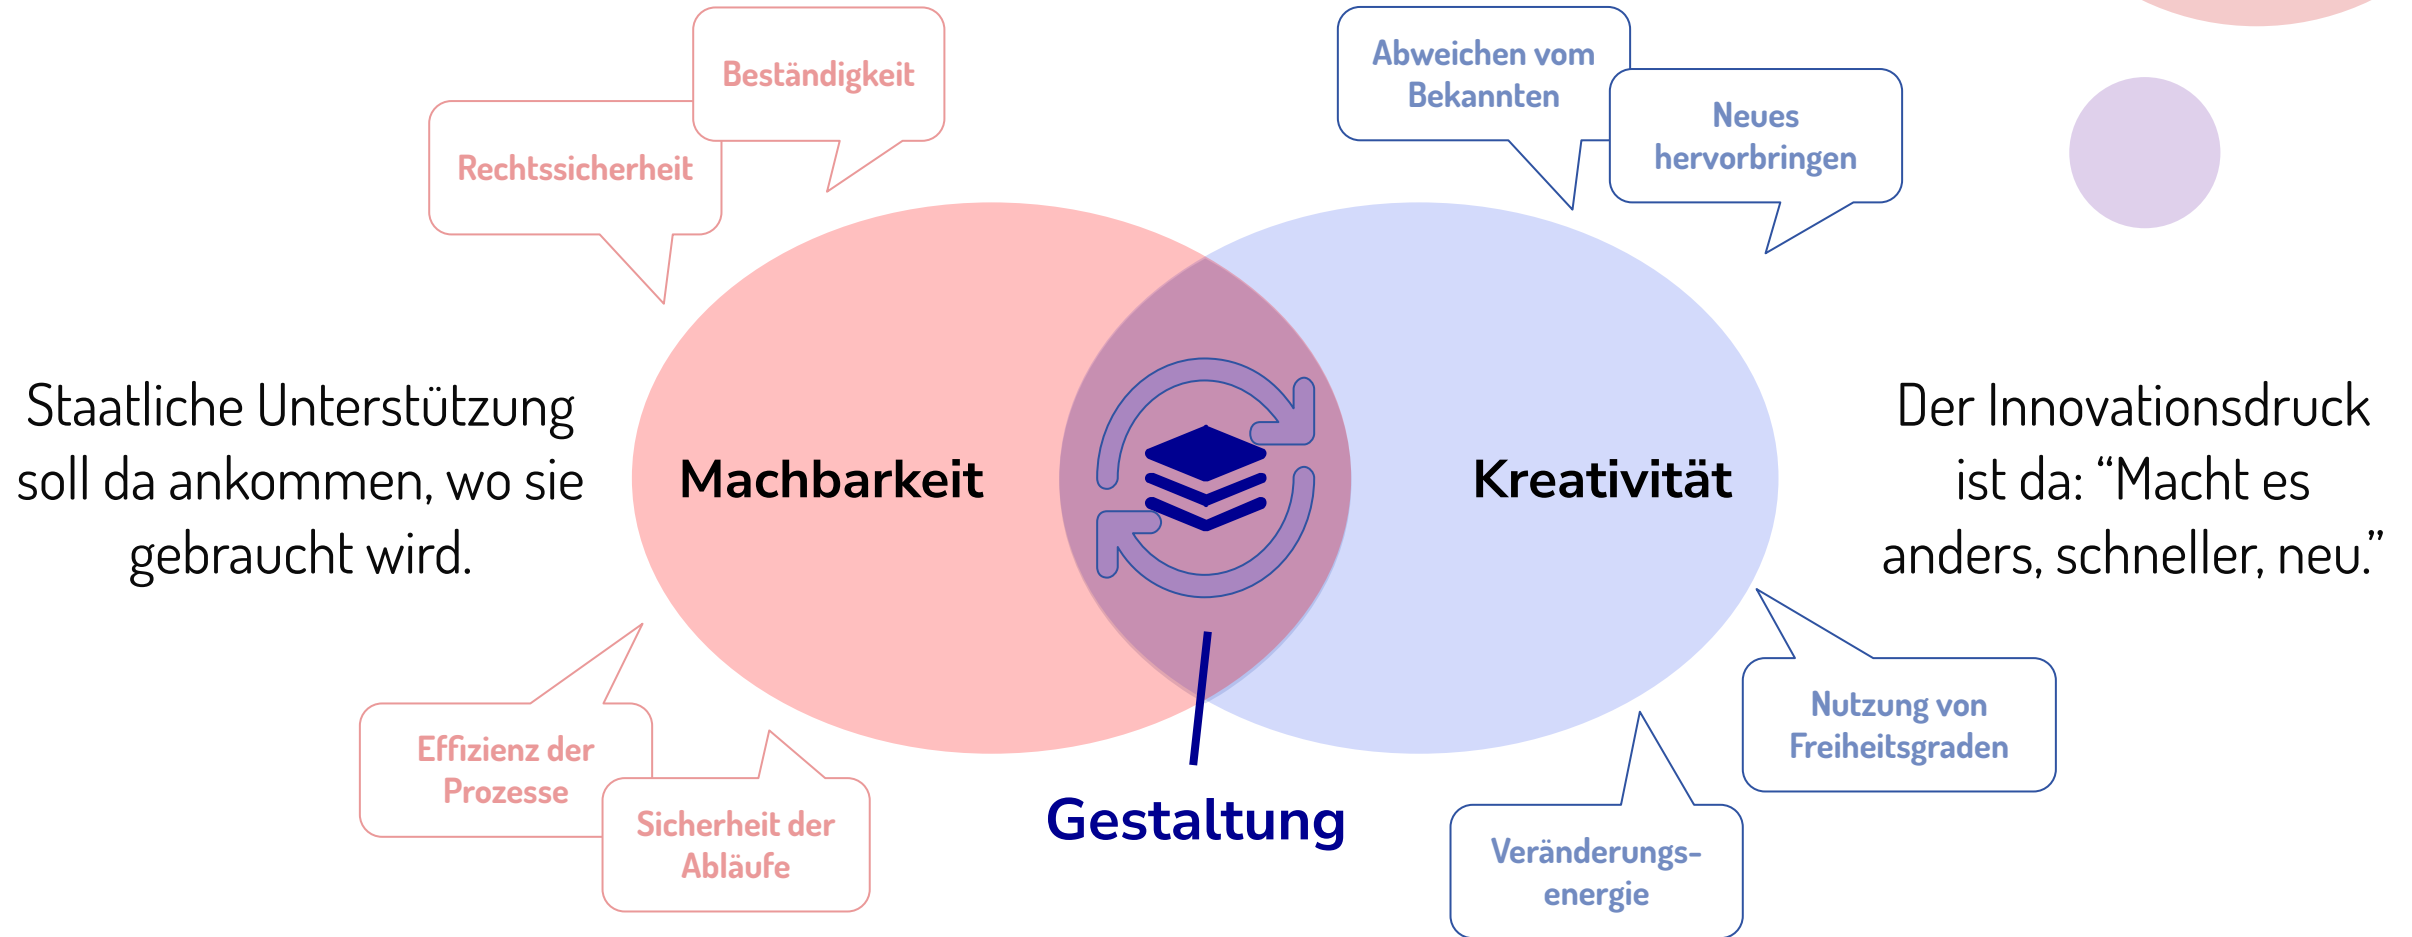 Beständigkeit
Rechtssicherheit
Abweichen vom
Bekannten
Neues
hervorbringen
Staatliche Unterstützung
soll da ankommen, wo sie
gebraucht wird.
Machbarkeit
Kreativität
Der Innovationsdruck
ist da: “Macht es
anders, schneller, neu.”
Effizienz der
Prozesse
Sicherheit der
Abläufe
Gestaltung
Nutzung von
Freiheitsgraden
Veränderungs-
energie